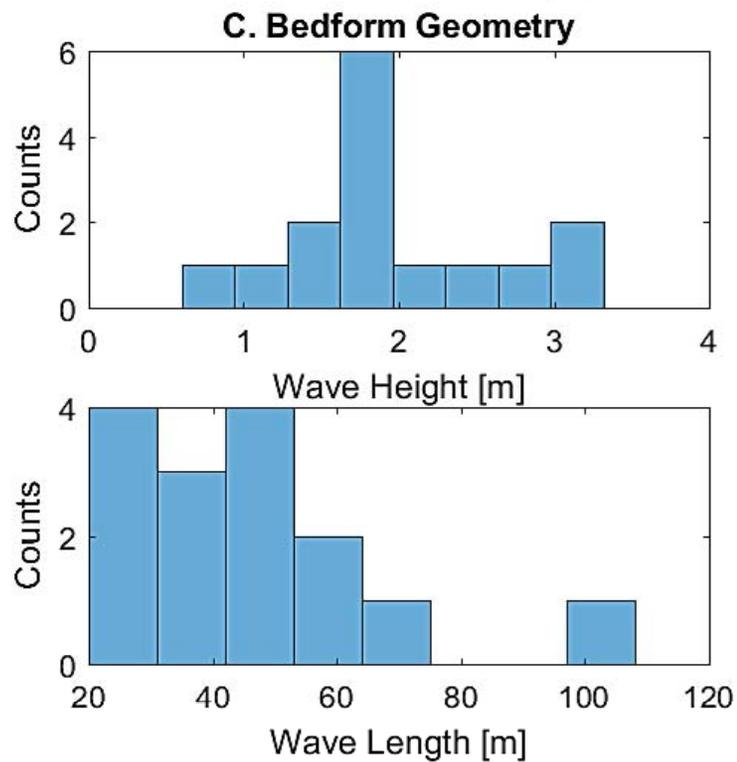 C. Bedform Geometry
6
4
2
0
Counts
0 1 2 3 4
Wave Height [m]
4
2
0
Counts
20 40 60 80 100 120
Wave Length [m]